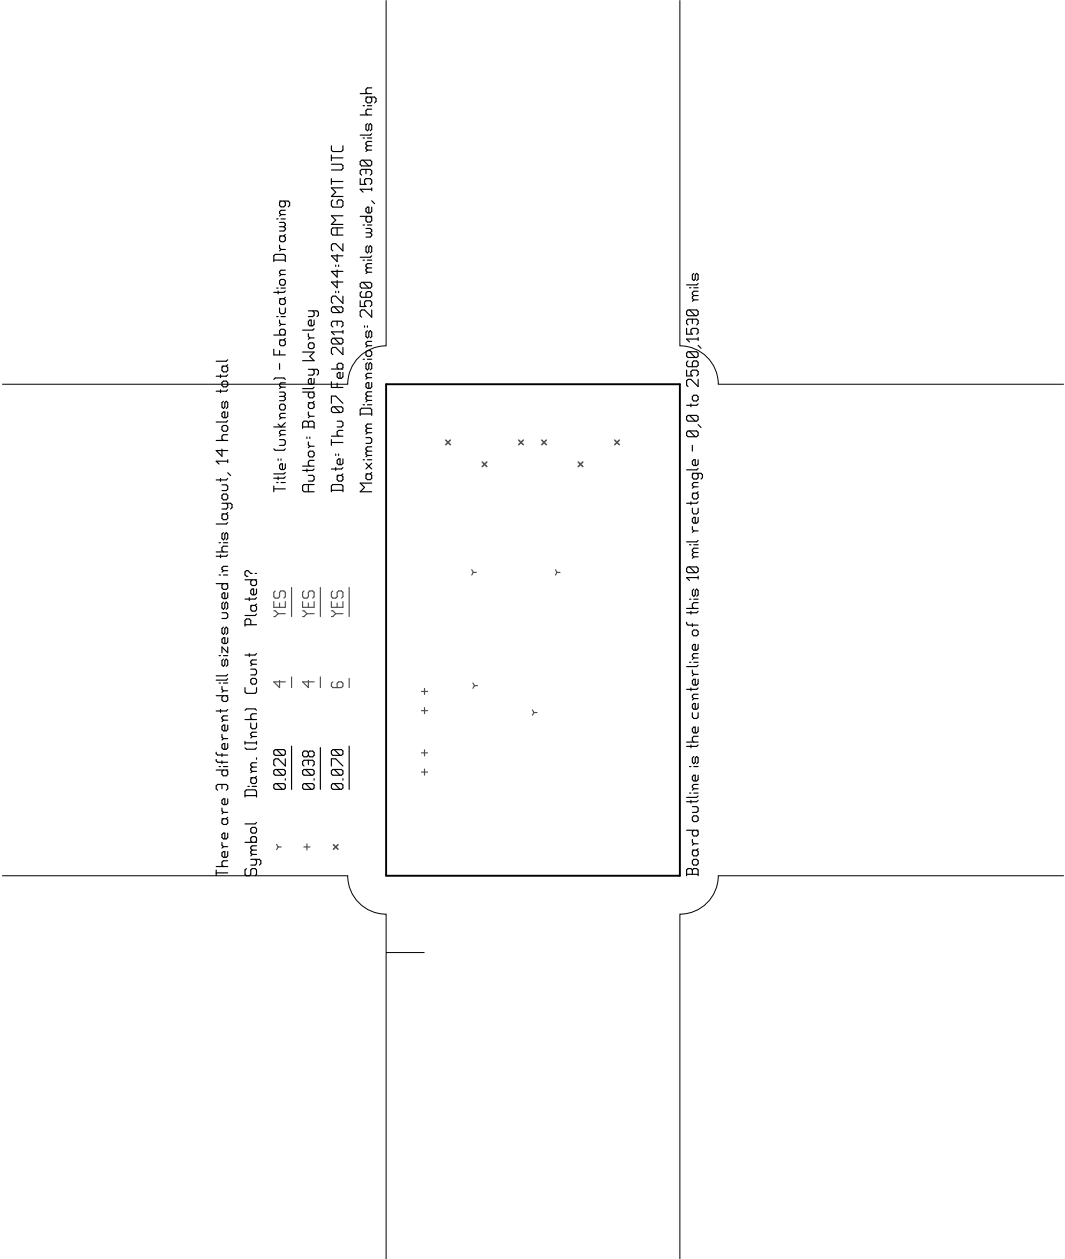 There are 3 different drill sizes used in this layout, 14 holes total
Symbol Diam. (Inch) Count Plated?
0.020 4 YES
0.038 4 YES
0.070 6 YES
Title: (unknown) - Fabrication Drawing
Author: Bradley Worley
Date: Thu 07 Feb 2013 02:44:42 AM GMT UTC
Maximum Dimensions: 2560 mils wide, 1530 mils high
Board outline is the centerline of this 10 mil rectangle - 0,0 to 2560,1530 mils